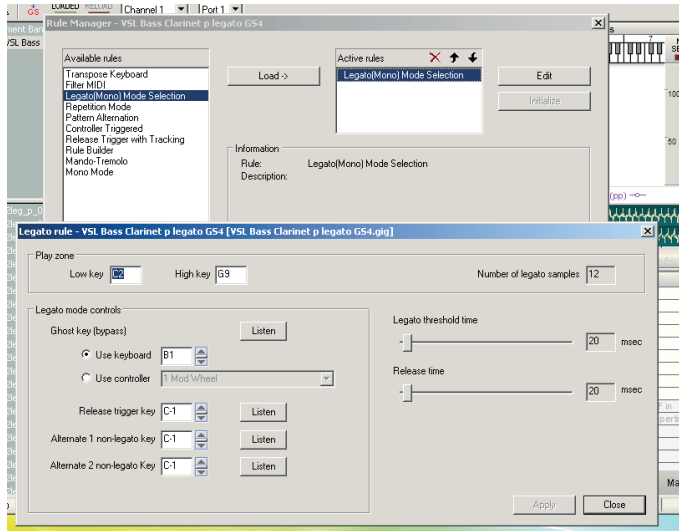 GS LOADED RELOAD Channel 1 Port 1
Rule Manager - VSL Bass Clarinet p legato GS4
VSL Bass
7
Available rules
Transpose Keyboard
Filter MIDI
Legato(Mono) Mode Selection
Repetition Mode
Pattern Alternation
Controller Triggered
Release Trigger with Tracking
Rule Builder
Mando-Tremolo
Mono Mode
Load ->
Active rules
Legato(Mono) Mode Selection
Edit
Initialize
100
50
Information
Rule: Legato(Mono) Mode Selection
Description:
(pp)
Legato rule - VSL Bass Clarinet p legato GS4 [VSL Bass Clarinet p legato GS4.gig]
Play zone
Low key C2 High key G9 Number of legato samples 12
Legato mode controls
Ghost key (bypass) Listen
Use keyboard B1
Use controller 1 Mod Wheel
Release trigger key C-1 Listen
Alternate 1 non-legato key C-1 Listen
Alternate 2 non-legato Key C-1 Listen
Legato threshold time
20 msec
Release time
20 msec
Apply Close